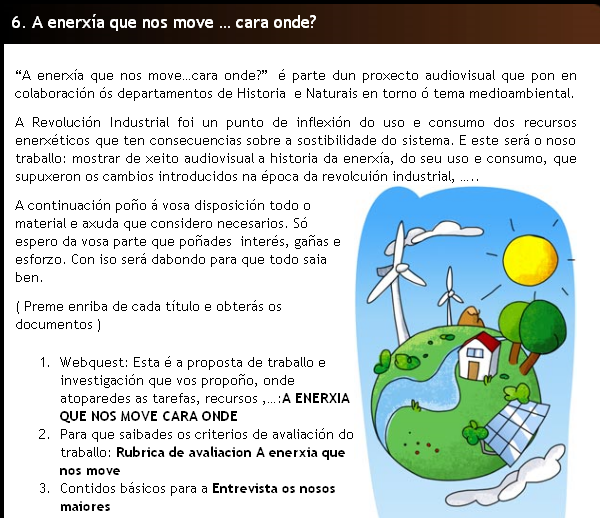 6. A enerxía que nos move ... cara onde?
“A enerxía que nos move...cara onde?” é parte dun proxecto audiovisual que pon en
colaboración ós departamentos de Historia e Naturais en torno ó tema medioambiental.
A Revolución Industrial foi un punto de inflexión do uso e consumo dos recursos
enerxéticos que ten consecuencias sobre a sostibilidade do sistema. E este será o noso
traballo: mostrar de xeito audiovisual a historia da enerxía, do seu uso e consumo, que
supuxeron os cambios introducidos na época da revolcuión industrial, .....
A continuación poño á vosa disposición todo o
material e axuda que considero necesarios. Só
espero da vosa parte que poñades interés, gañas e
esforzo. Con iso será dabondo para que todo saia
ben.
( Preme enriba de cada título e obterás os
documentos )
1. Webquest: Esta é a proposta de traballo e
investigación que vos propoño, onde
atoparedes as tarefas, recursos ,...:A ENERXIA
QUE NOS MOVE CARA ONDE
2. Para que saibades os criterios de avaliación do
traballo: Rubrica de avaliacion A enerxia que
nos move
3. Contidos básicos para a Entrevista os nosos
maiores